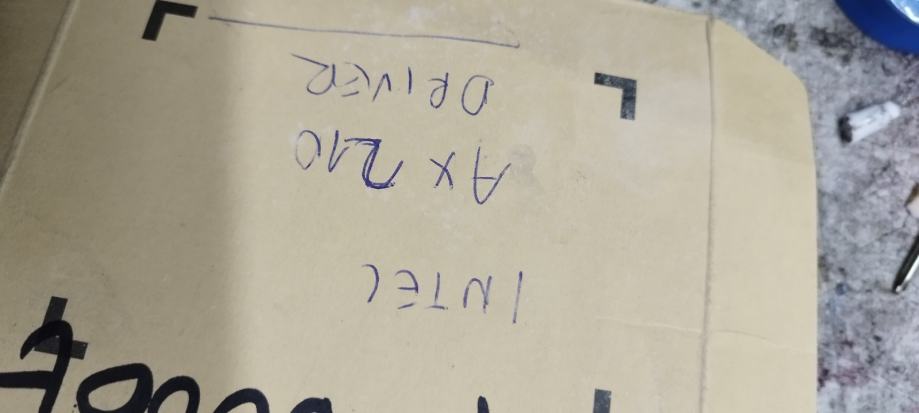 INTEL
AX 210
DRIVER